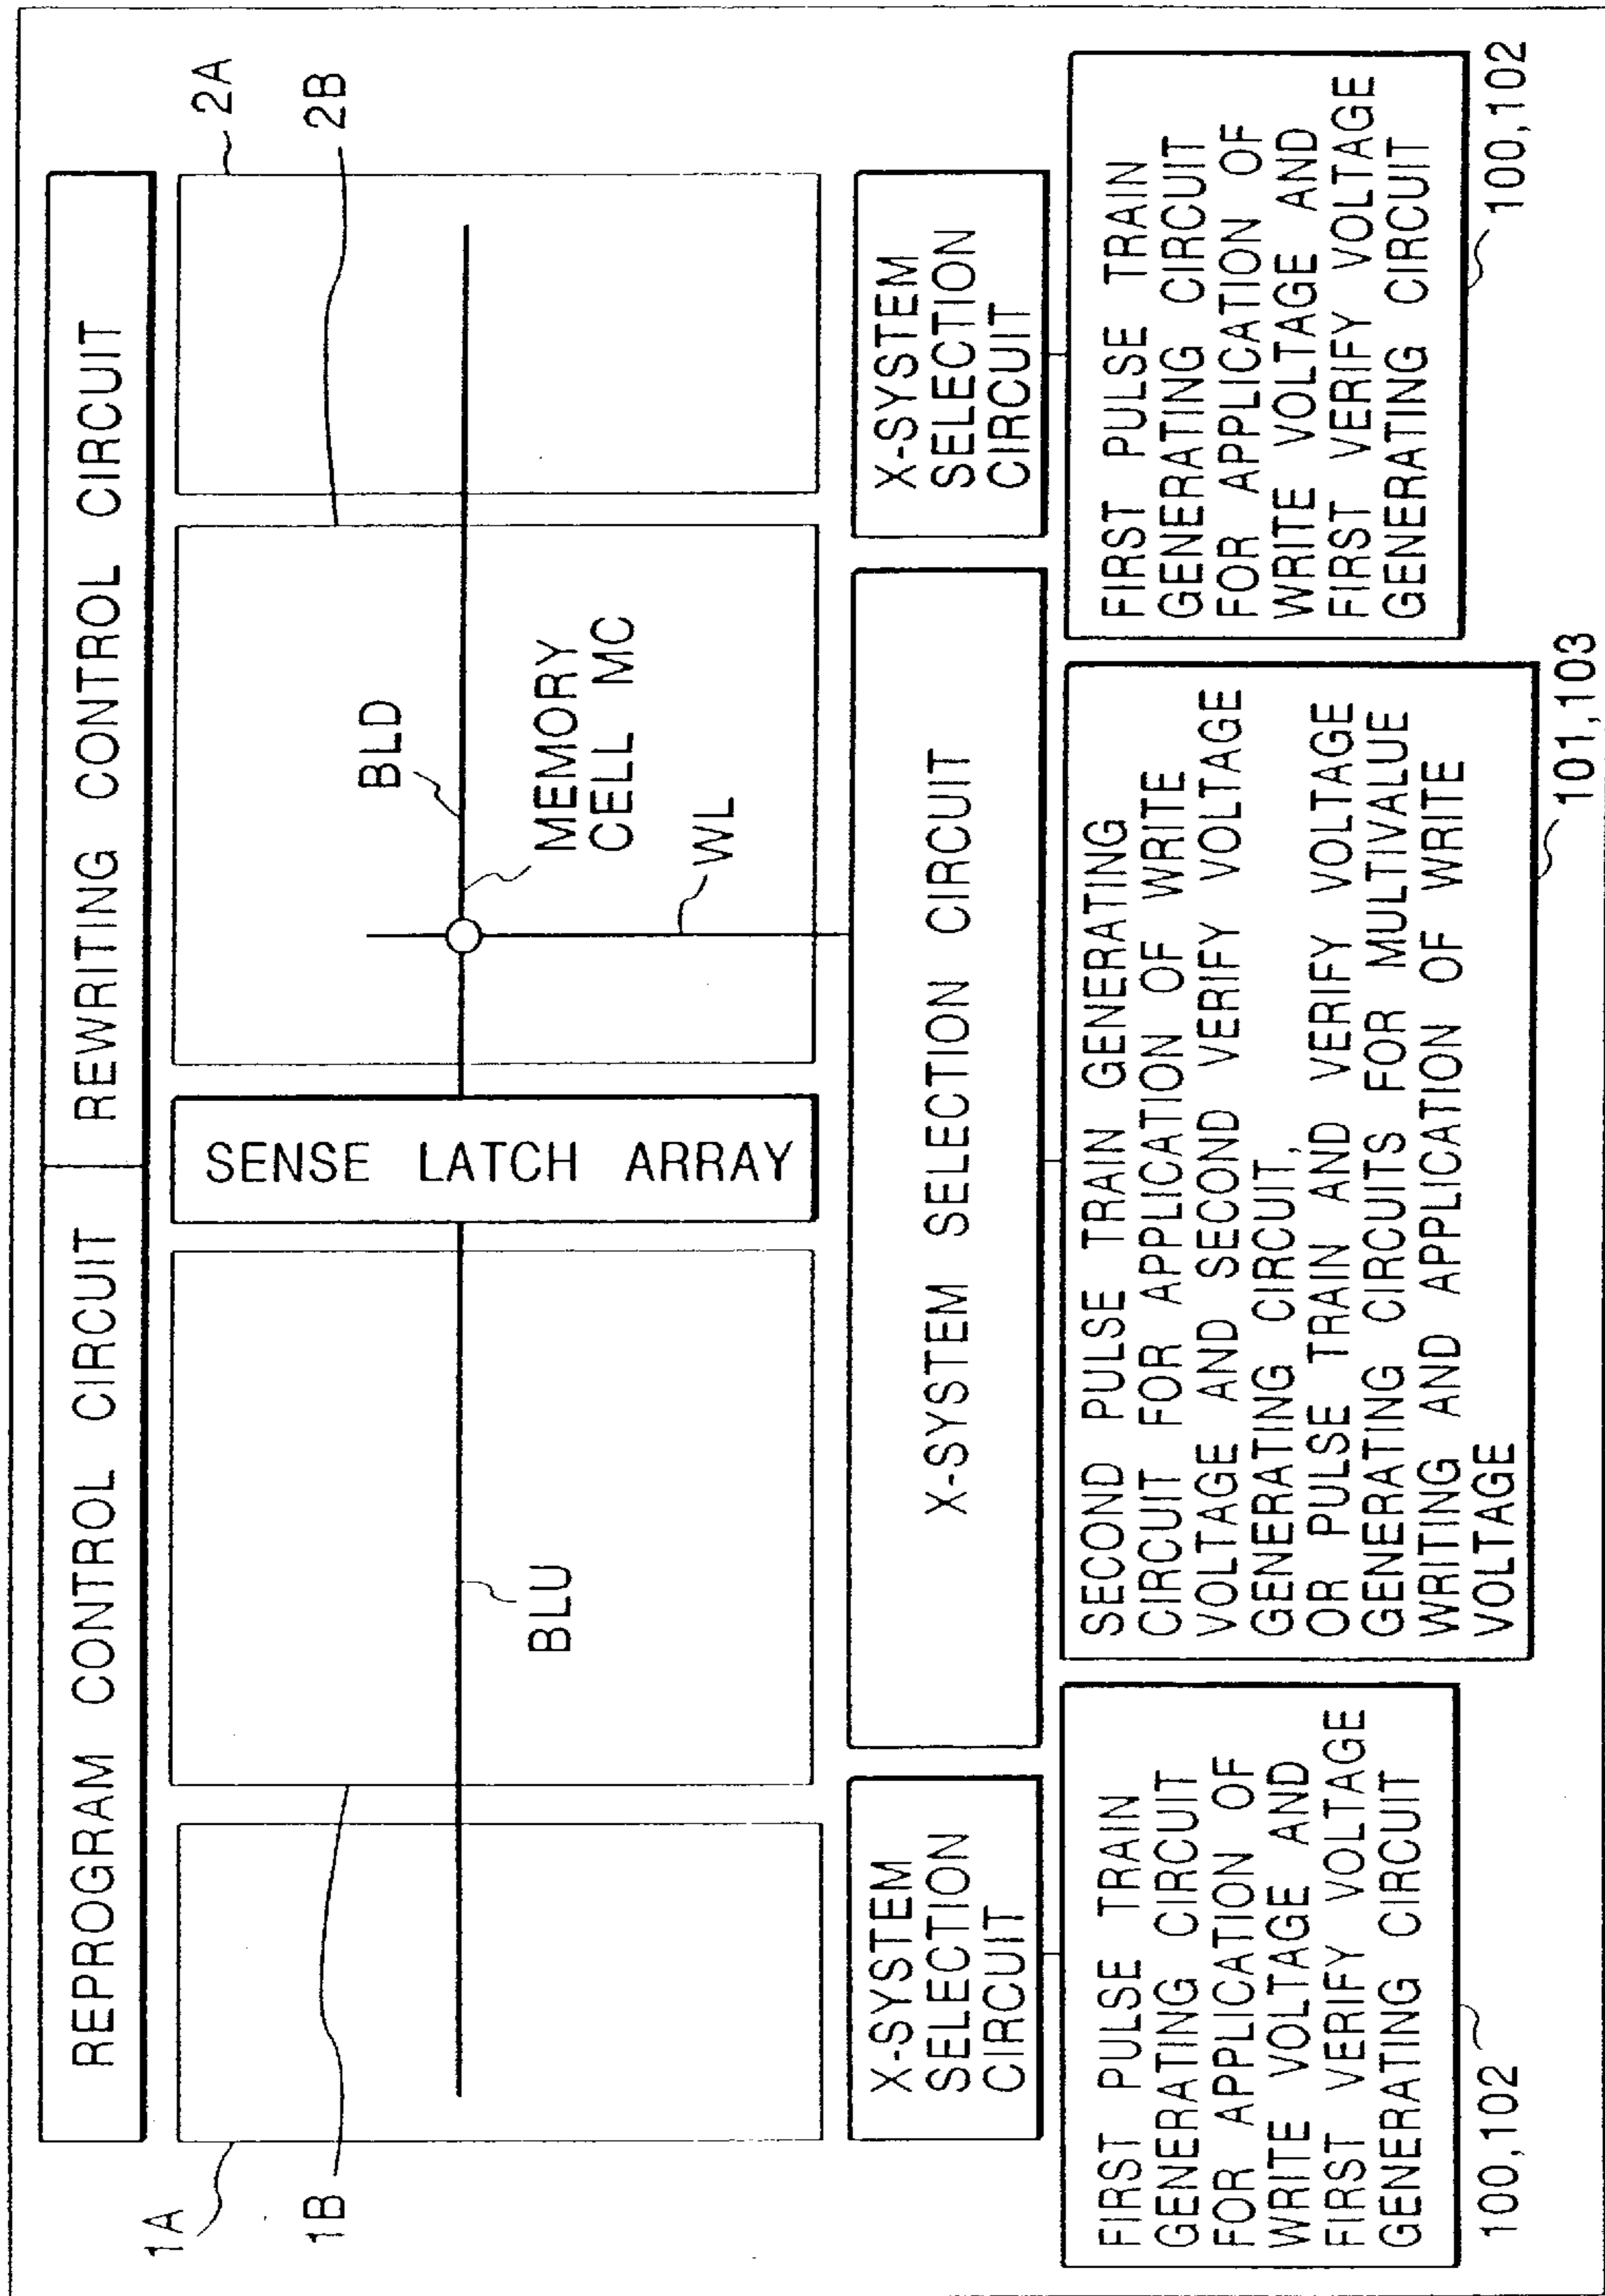 REPROGRAM CONTROL CIRCUIT
REWRITING CONTROL CIRCUIT
1A
1B
2A
2B
BLU
SENSE LATCH ARRAY
BLD
MEMORY
CELL MC
WL
X-SYSTEM
SELECTION
CIRCUIT
X-SYSTEM SELECTION CIRCUIT
X-SYSTEM
SELECTION
CIRCUIT
FIRST PULSE TRAIN
GENERATING CIRCUIT
FOR APPLICATION OF
WRITE VOLTAGE AND
FIRST VERIFY VOLTAGE
GENERATING CIRCUIT
100,102
SECOND PULSE TRAIN GENERATING
CIRCUIT FOR APPLICATION OF WRITE
VOLTAGE AND SECOND VERIFY VOLTAGE
GENERATING CIRCUIT,
OR PULSE TRAIN AND VERIFY VOLTAGE
GENERATING CIRCUITS FOR MULTIVALUE
WRITING AND APPLICATION OF WRITE
VOLTAGE
101,103
FIRST PULSE TRAIN
GENERATING CIRCUIT
FOR APPLICATION OF
WRITE VOLTAGE AND
FIRST VERIFY VOLTAGE
GENERATING CIRCUIT
100,102